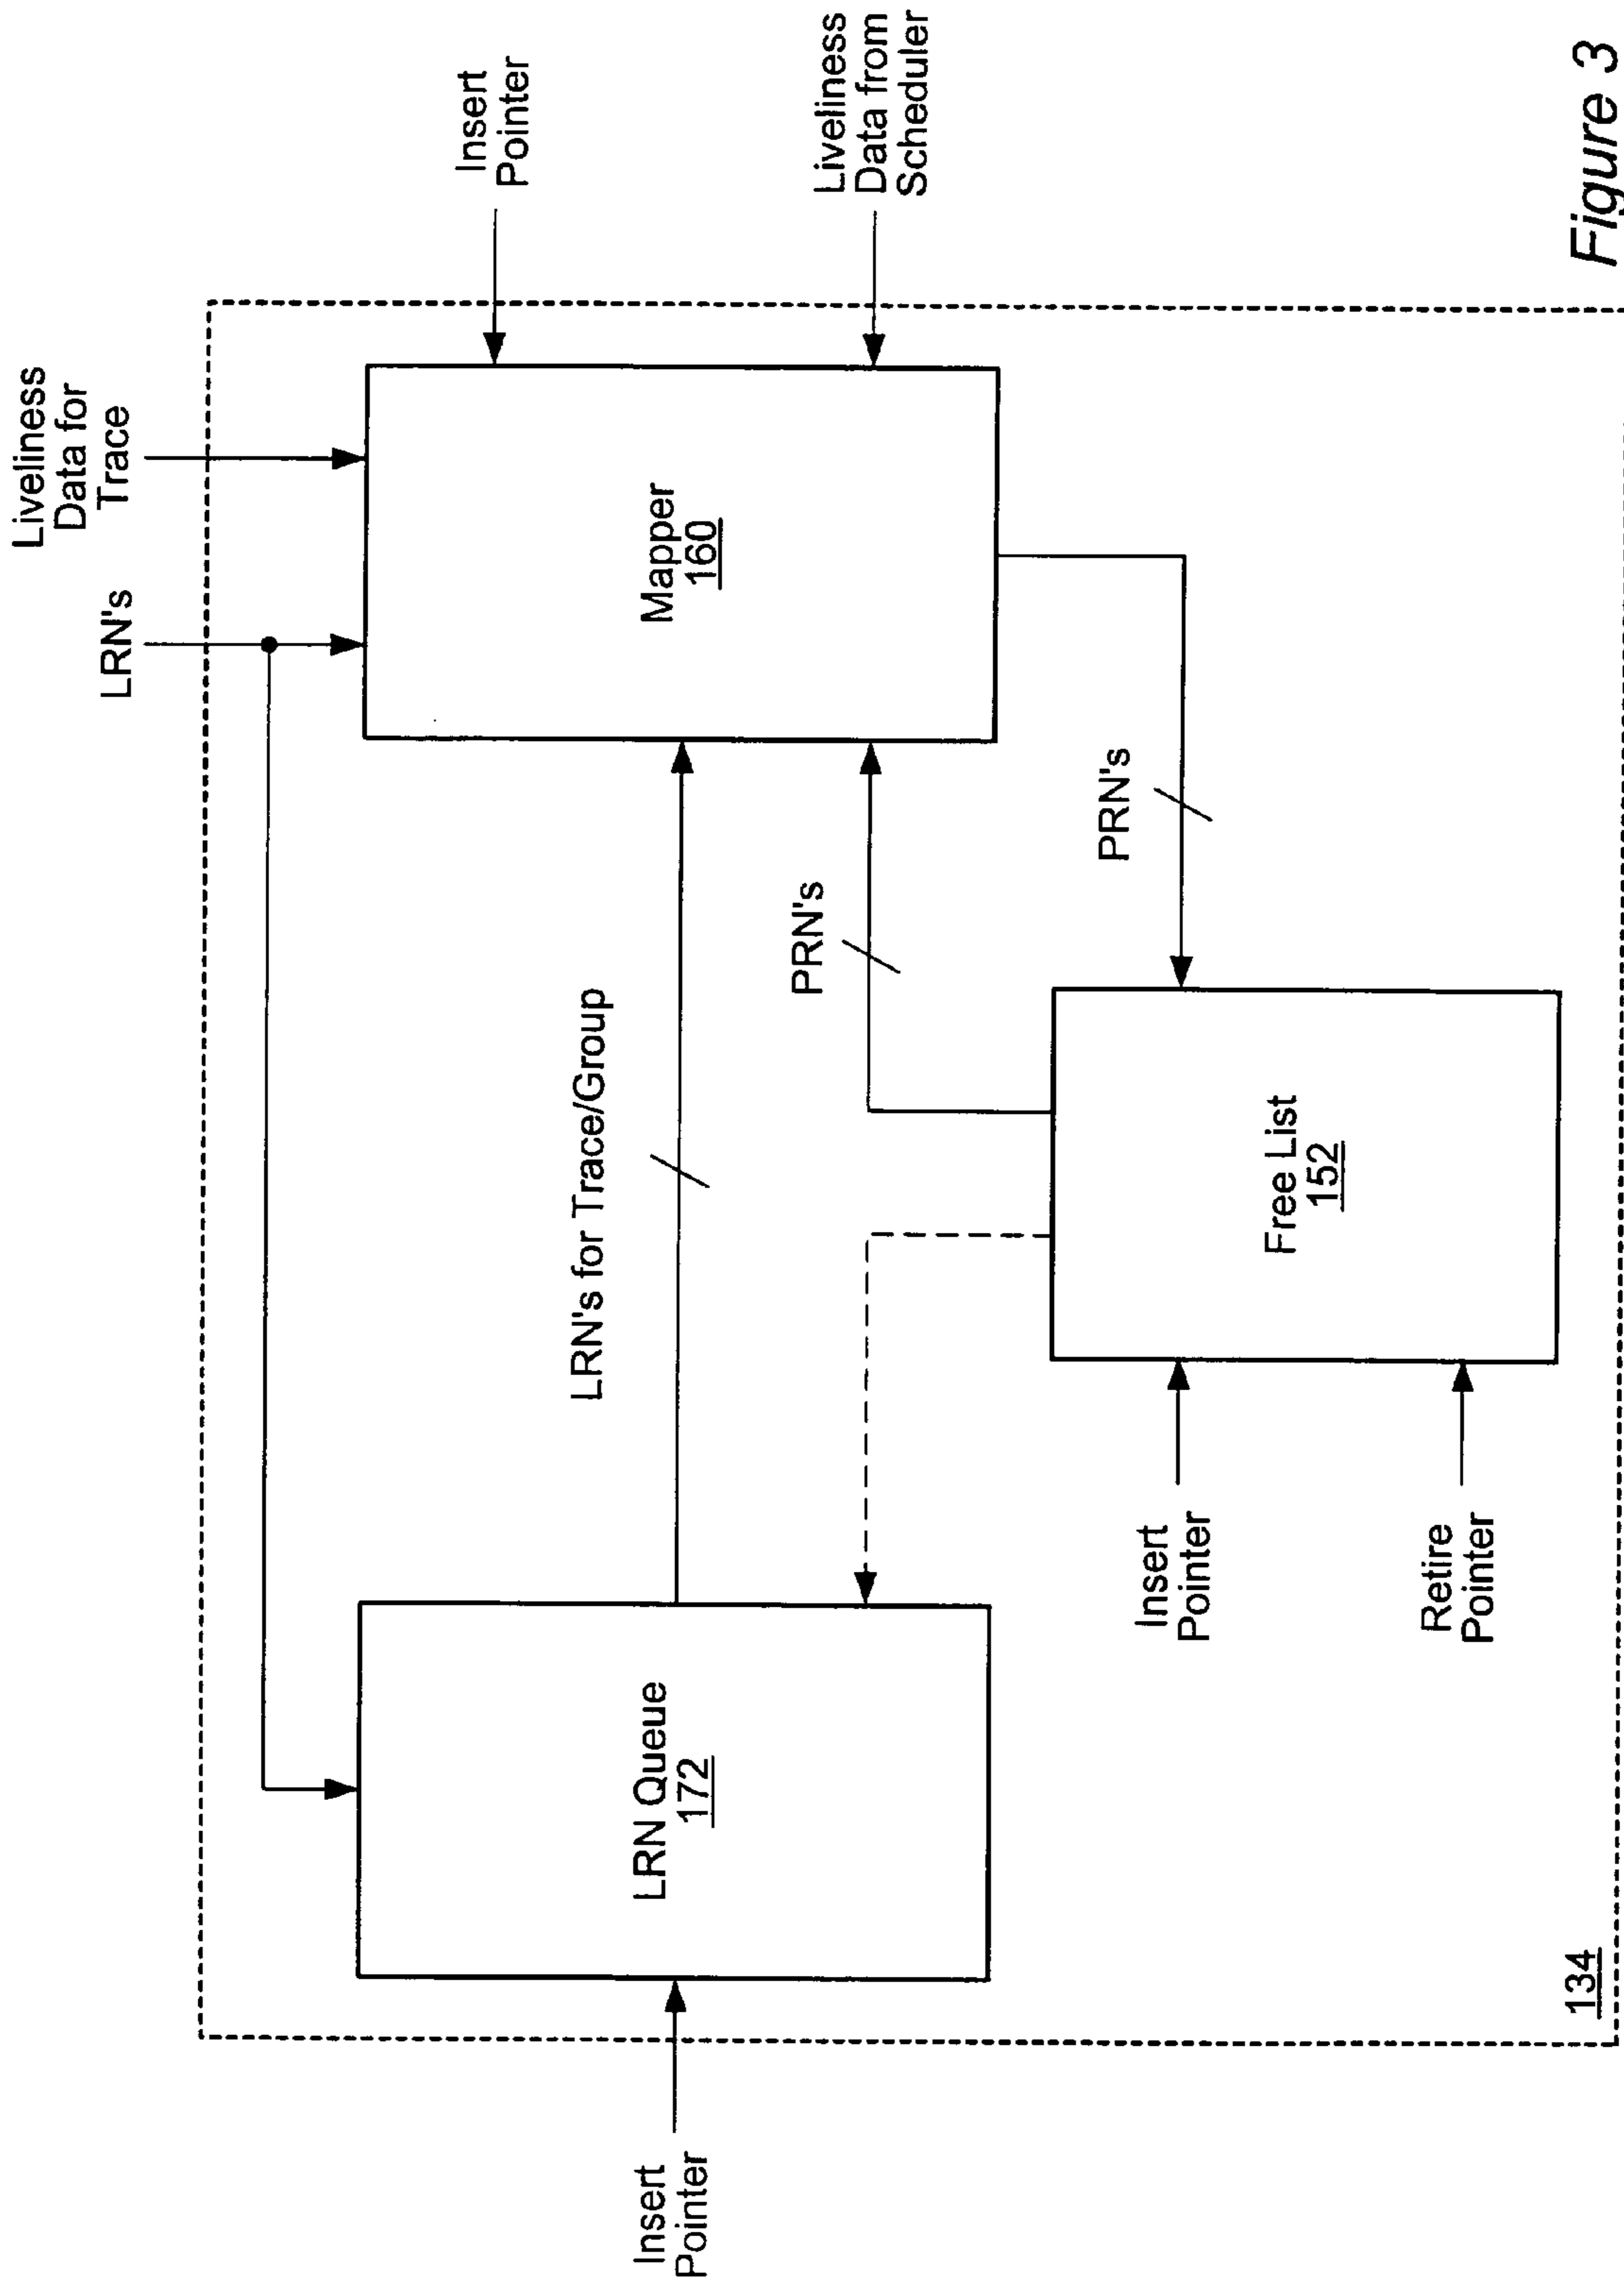 Liveliness
Data for
Trace
LRN's
Insert
Pointer
LRN Queue
172
LRN's for Trace/Group
Mapper
160
Insert
Pointer
PRN's
Liveliness
Data from
Scheduler
PRN's
Insert
Pointer
Retire
Pointer
Free List
152
134
Figure 3